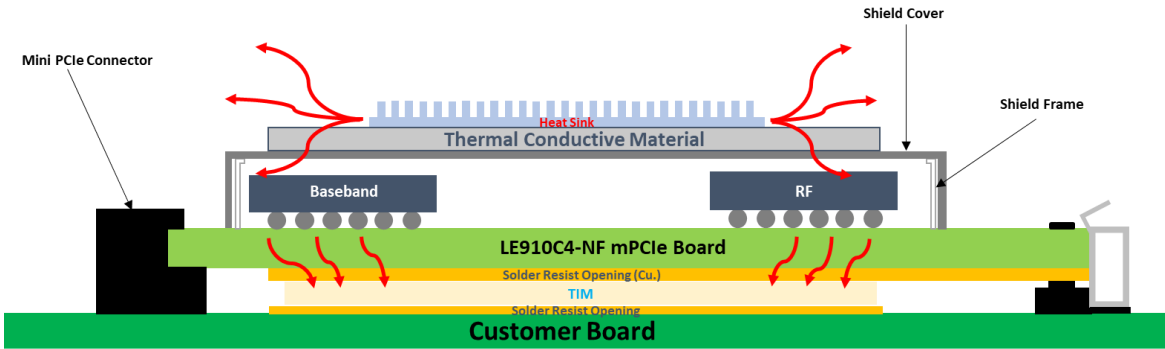 Shield Cover
Mini PCIe Connector
Shield Frame
Heat Sink
Thermal Conductive Material
Baseband
RF
LE910C4-NF mPCIe Board
Solder Resist Opening (Cu.)
TIM
Solder Resist Opening
Customer Board